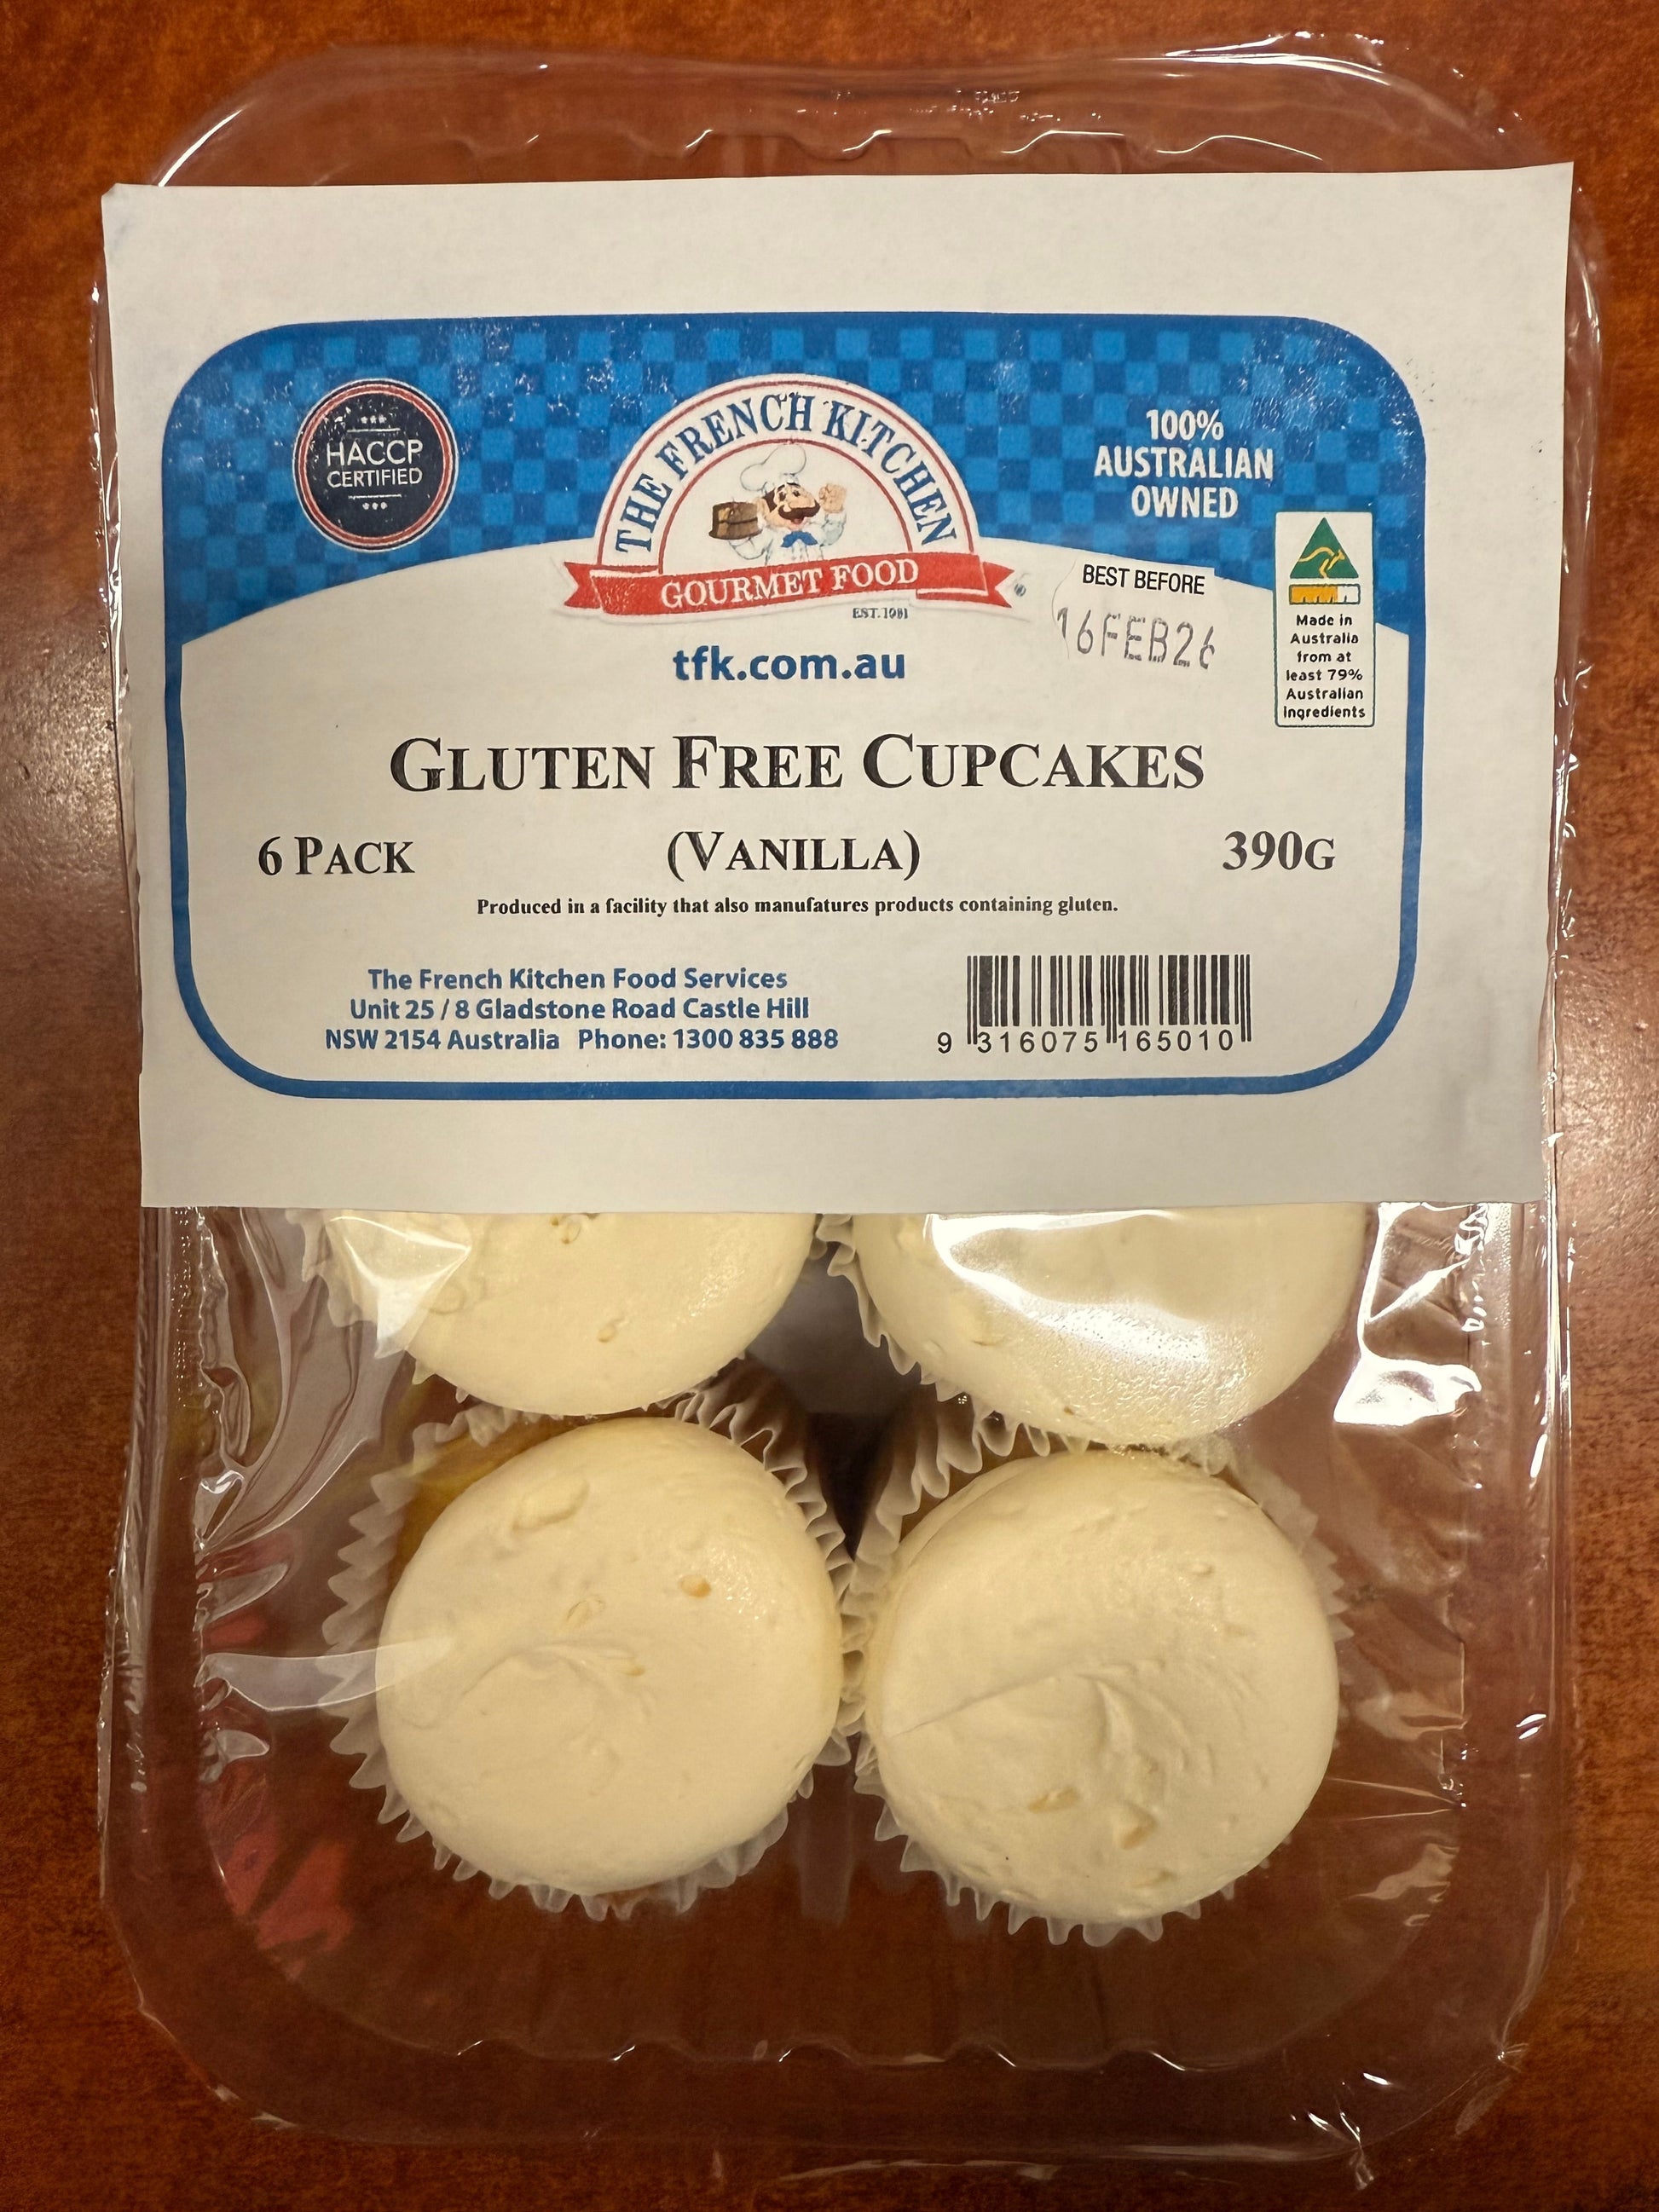 HACCP
CERTIFIED
THE FRENCH KITCHEN
GOURMET FOOD
EST. 1981
tfk.com.au
100%
AUSTRALIAN
OWNED
BEST BEFORE
16FEB26
Made in
Australia
from at
least 79%
Australian
ingredients
GLUTEN FREE CUPCAKES
6 PACK (VANILLA) 390G
Produced in a facility that also manufatures products containing gluten.
The French Kitchen Food Services
Unit 25 / 8 Gladstone Road Castle Hill
NSW 2154 Australia Phone: 1300 835 888
9 316075 165010